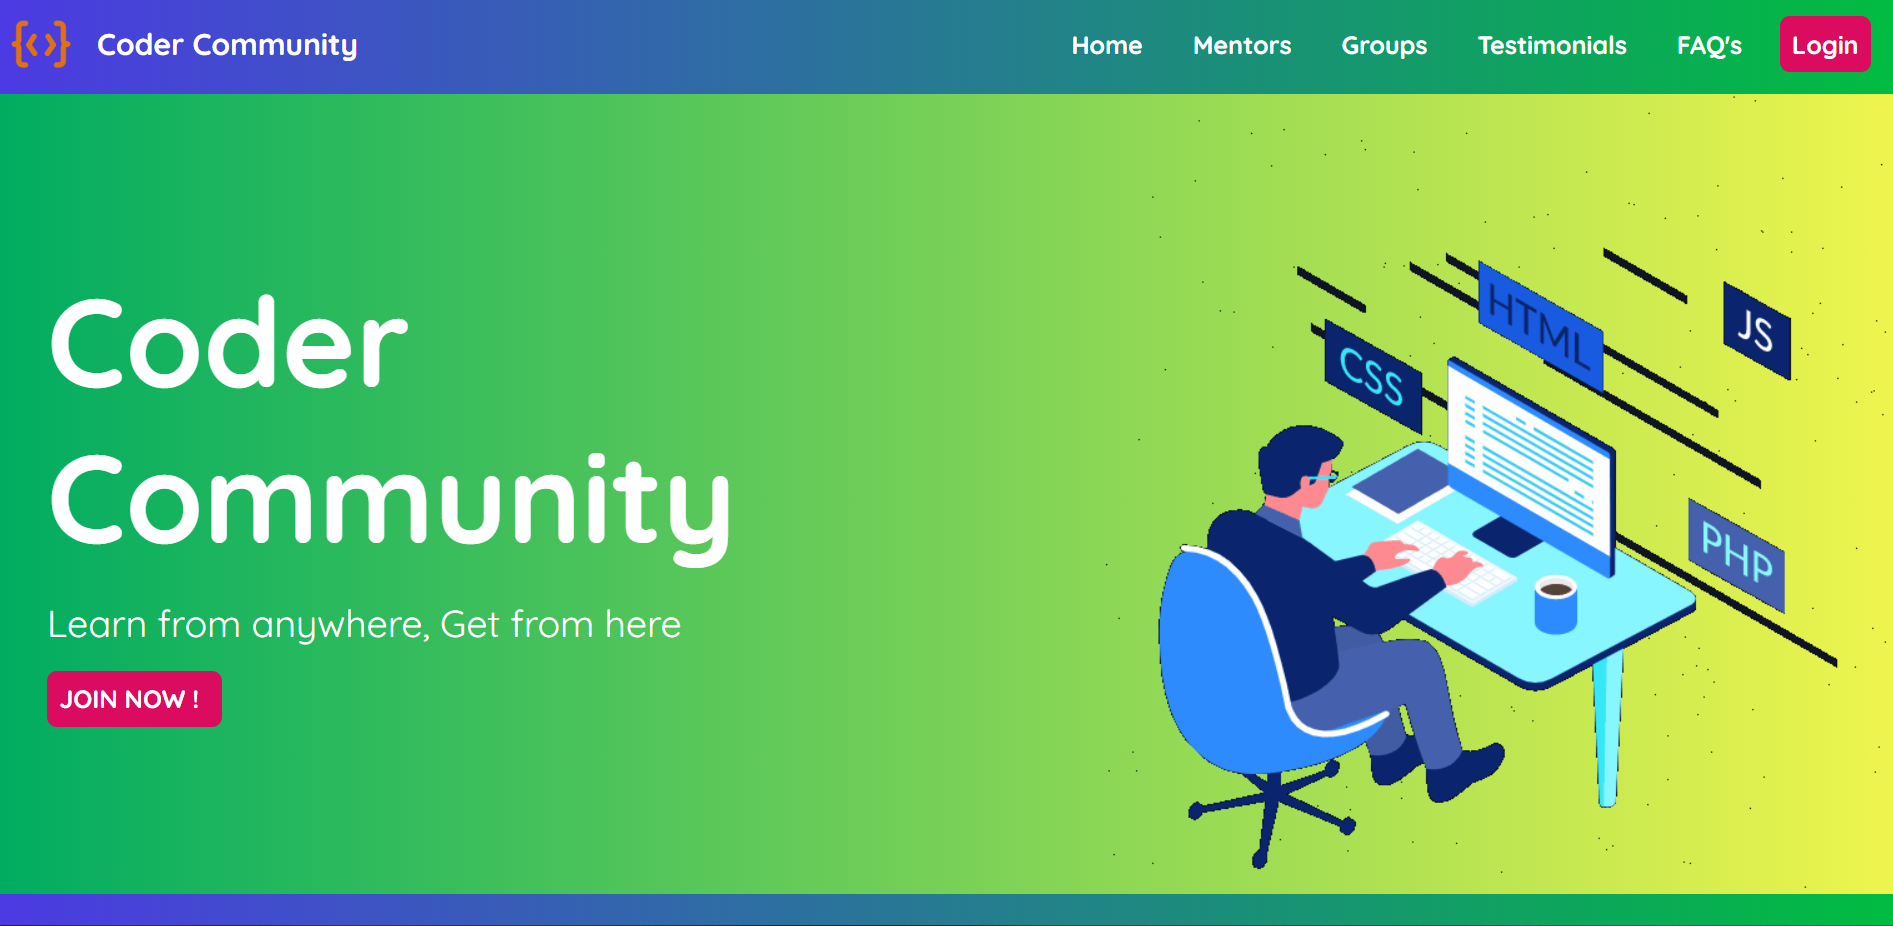 Coder Community
Home Mentors Groups Testimonials FAQ's Login
Coder
Community
Learn from anywhere, Get from here
JOIN NOW !
HTML
JS
CSS
PHP